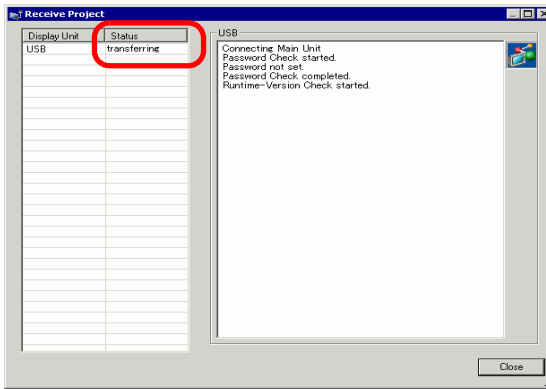 Receive Project
Display Unit Status
USB transferring
USB
Connecting Main Unit
Password Check started.
Password not set.
Password Check completed.
Runtime-Version Check started.
Close